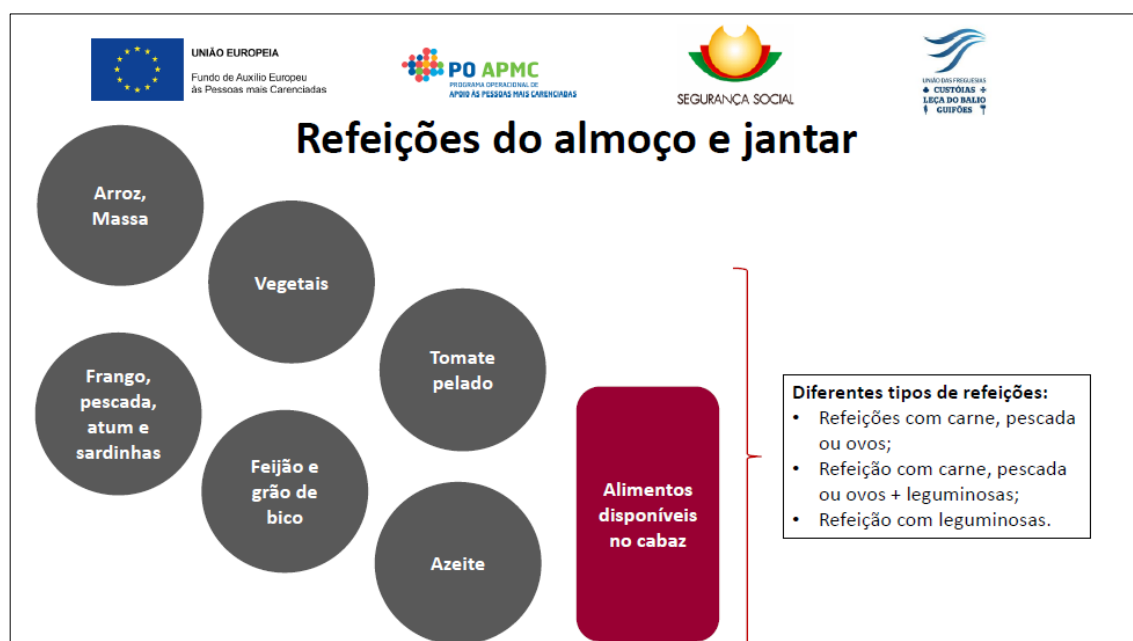 UNIÃO EUROPEIA
Fundo de Auxílio Europeu
às Pessoas mais Carenciadas
PO APMC
PROGRAMA OPERACIONAL DE
APOIO ÀS PESSOAS MAIS CARENCIADAS
SEGURANÇA SOCIAL
UNIÃO DAS FREGUESIAS
CUSTÓIAS
LEÇA DO BALIO
GUIFÕES
Refeições do almoço e jantar
Arroz,
Massa
Vegetais
Tomate
pelado
Frango,
pescada,
atum e
sardinhas
Feijão e
grão de
bico
Azeite
Alimentos
disponíveis
no cabaz
Diferentes tipos de refeições:
• Refeições com carne, pescada
ou ovos;
• Refeição com carne, pescada
ou ovos + leguminosas;
• Refeição com leguminosas.